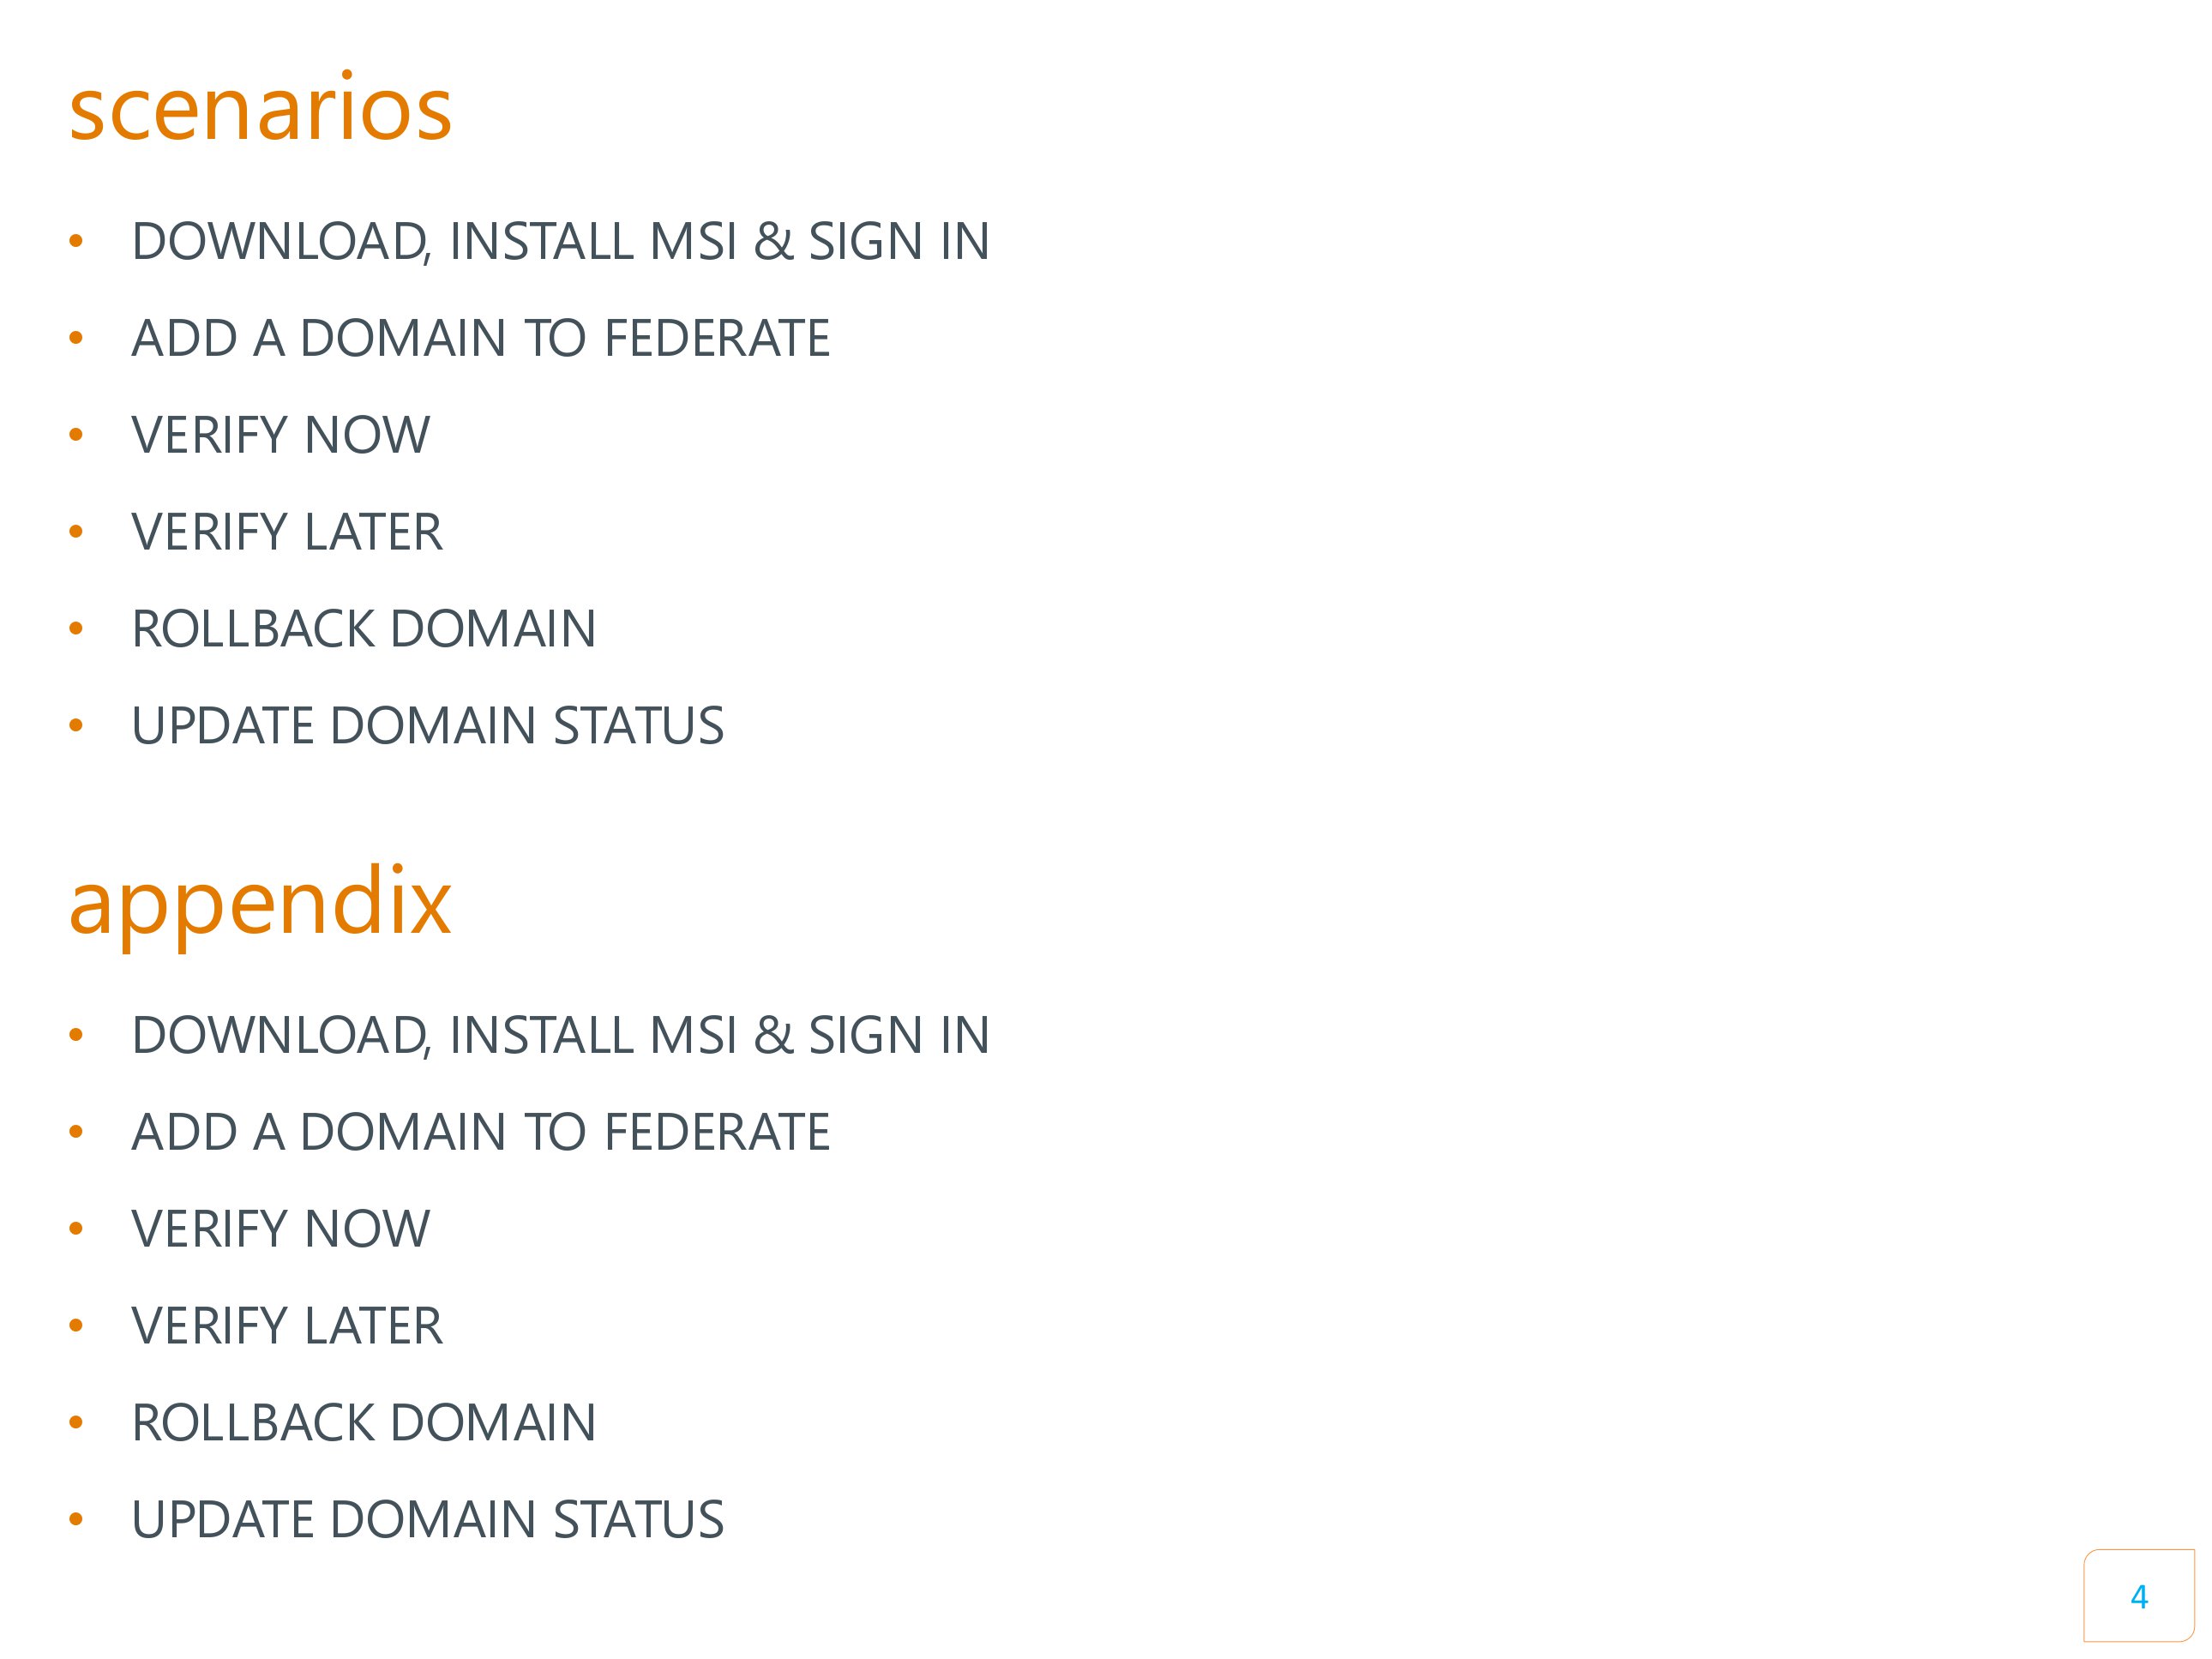 scenarios
• DOWNLOAD, INSTALL MSI & SIGN IN
• ADD A DOMAIN TO FEDERATE
• VERIFY NOW
• VERIFY LATER
• ROLLBACK DOMAIN
• UPDATE DOMAIN STATUS
appendix
• DOWNLOAD, INSTALL MSI & SIGN IN
• ADD A DOMAIN TO FEDERATE
• VERIFY NOW
• VERIFY LATER
• ROLLBACK DOMAIN
• UPDATE DOMAIN STATUS
4